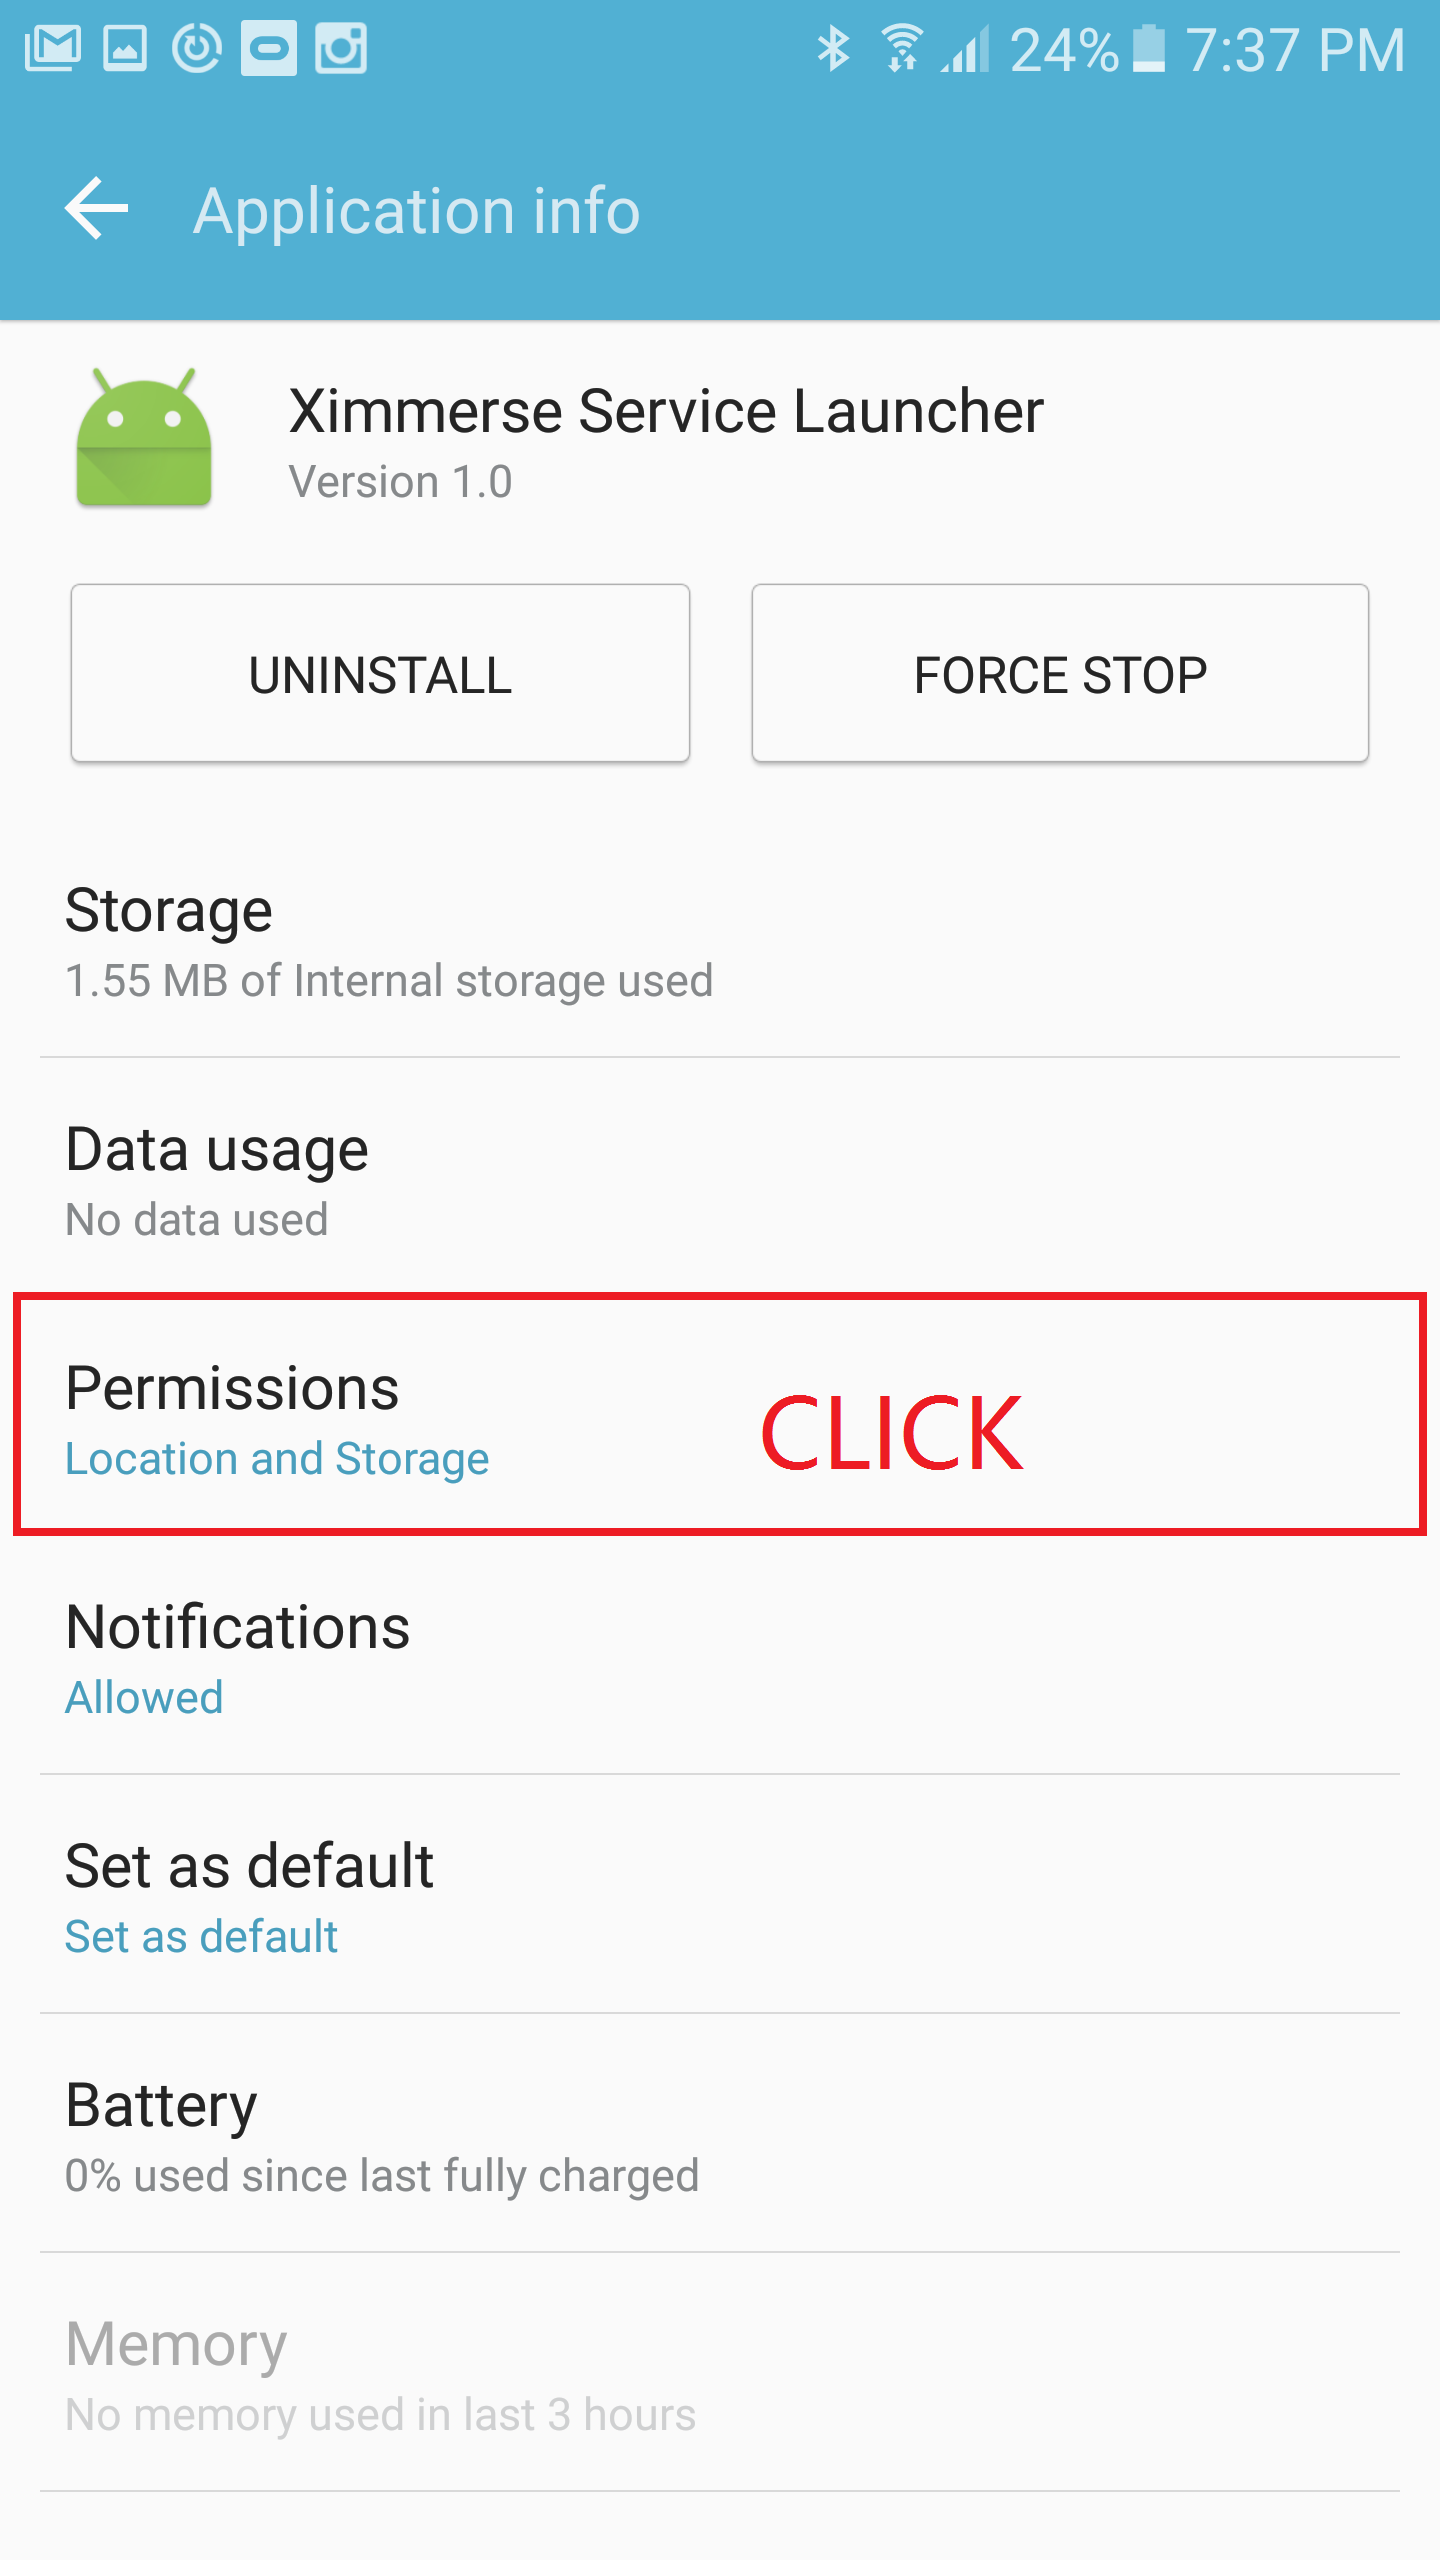 24% 7:37 PM
Application info
Ximmerse Service Launcher
Version 1.0
UNINSTALL
FORCE STOP
Storage
1.55 MB of Internal storage used
Data usage
No data used
Permissions
Location and Storage
CLICK
Notifications
Allowed
Set as default
Set as default
Battery
0% used since last fully charged
Memory
No memory used in last 3 hours